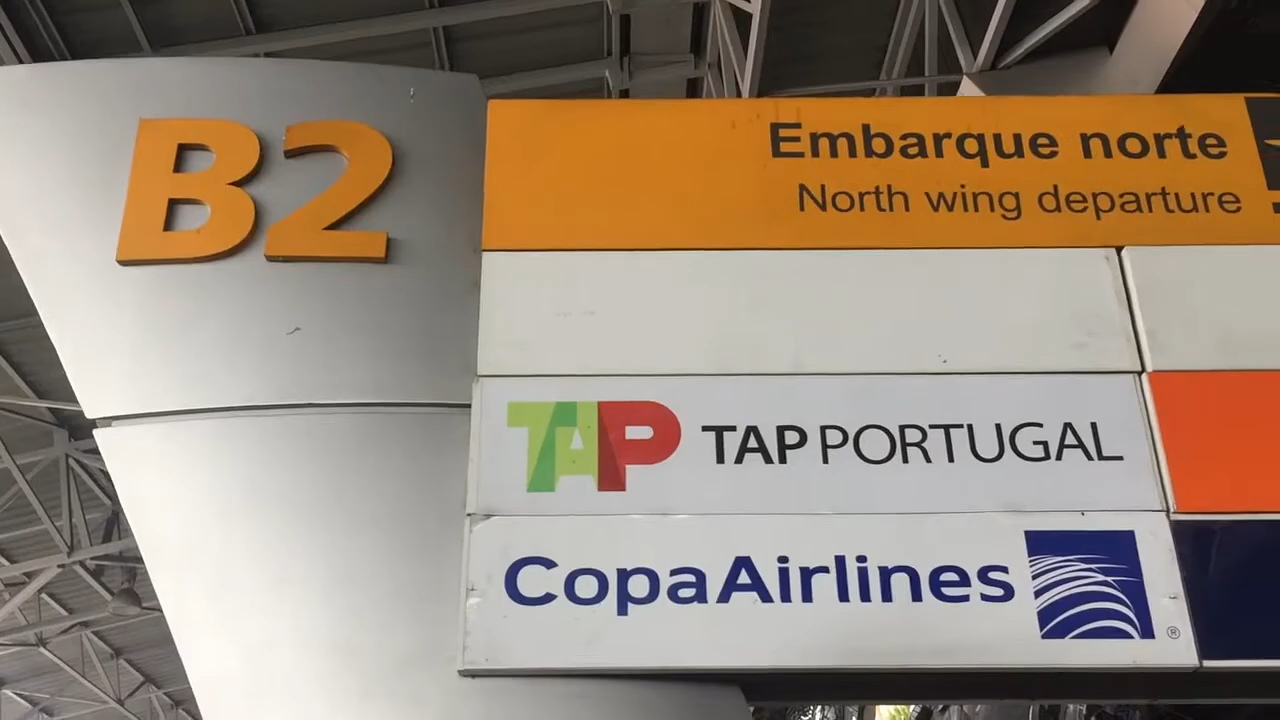 B2
Embarque norte
North wing departure
TAP TAP PORTUGAL
CopaAirlines
®